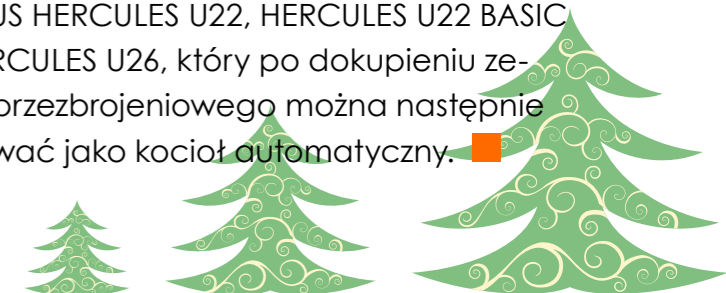 US HERCULES U22, HERCULES U22 BASIC
RCULES U26, który po dokupieniu ze-
przezbrojeniowego można następnie
wać jako kocioł automatyczny.